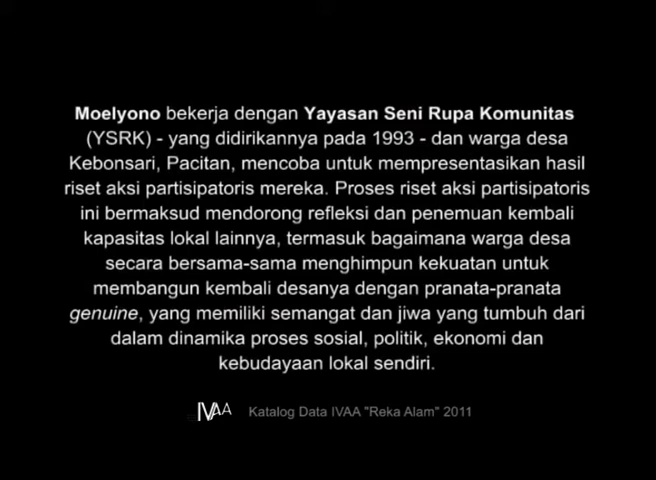 Moelyono bekerja dengan Yayasan Seni Rupa Komunitas
(YSRK) - yang didirikannya pada 1993 - dan warga desa
Kebonsari, Pacitan, mencoba untuk mempresentasikan hasil
riset aksi partisipatoris mereka. Proses riset aksi partisipatoris
ini bermaksud mendorong refleksi dan penemuan kembali
kapasitas lokal lainnya, termasuk bagaimana warga desa
secara bersama-sama menghimpun kekuatan untuk
membangun kembali desanya dengan pranata-pranata
genuine, yang memiliki semangat dan jiwa yang tumbuh dari
dalam dinamika proses sosial, politik, ekonomi dan
kebudayaan lokal sendiri.
IVAA Katalog Data IVAA "Reka Alam" 2011